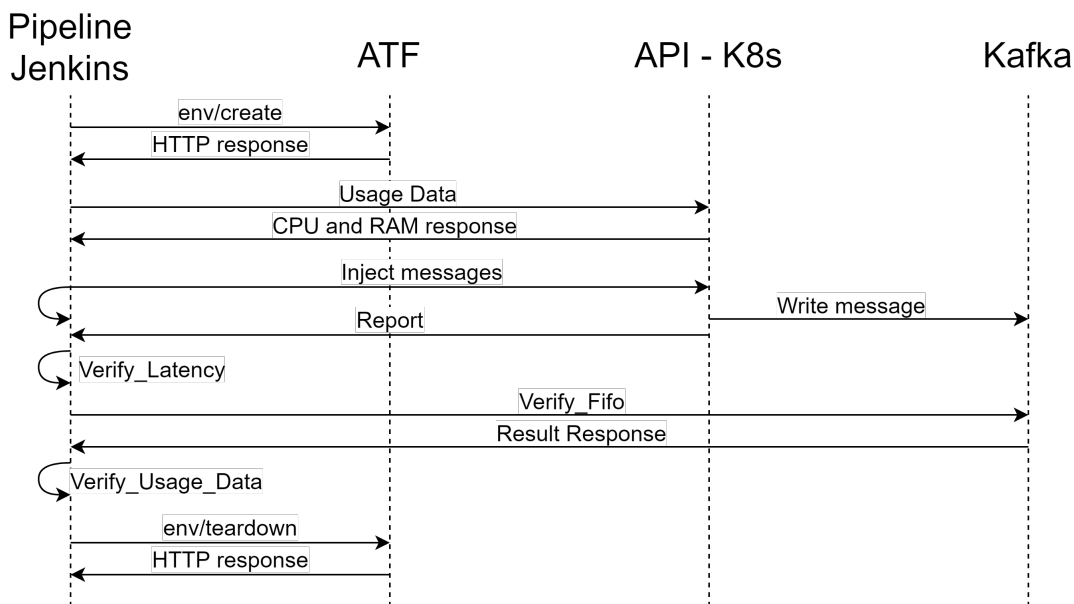 Pipeline
Jenkins
ATF
API - K8s
Kafka
env/create
HTTP response
Usage Data
CPU and RAM response
Inject messages
Write message
Report
Verify_Latency
Verify_Fifo
Result Response
Verify_Usage_Data
env/teardown
HTTP response